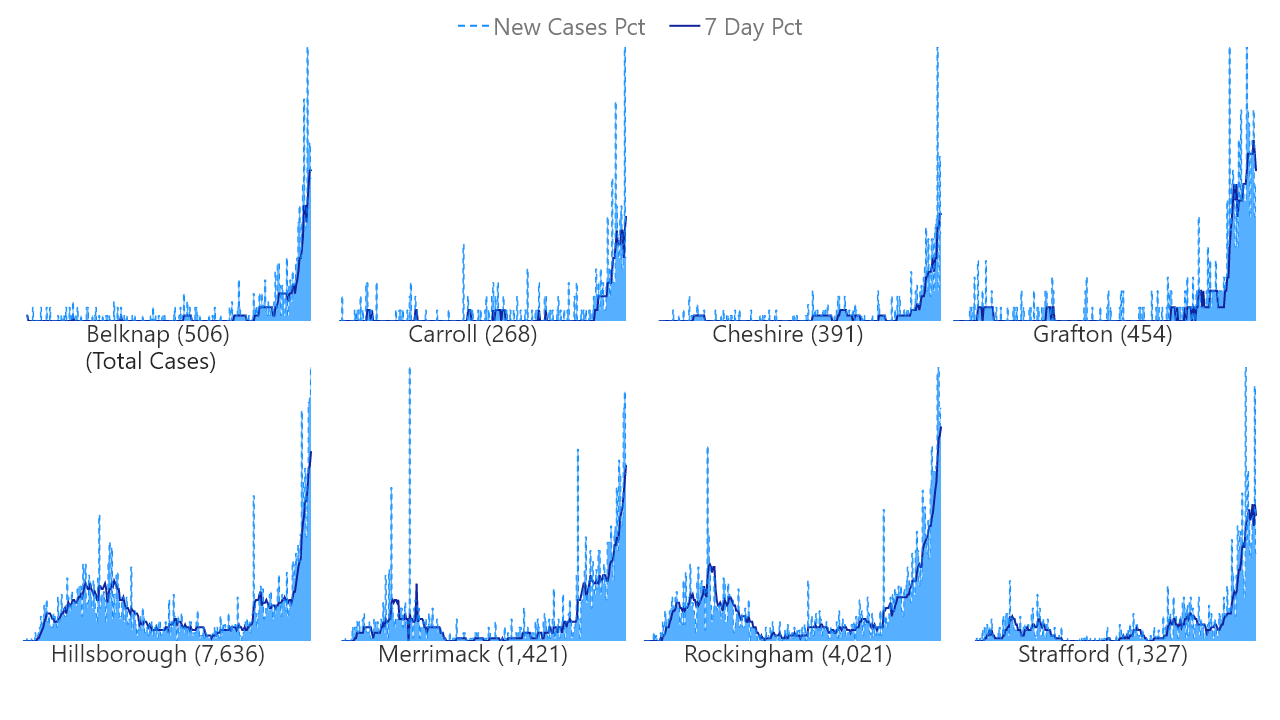 New Cases Pct 7 Day Pct
Belknap (506) Carroll (268) Cheshire (391) Grafton (454)
(Total Cases)
Hillsborough (7,636) Merrimack (1,421) Rockingham (4,021) Strafford (1,327)